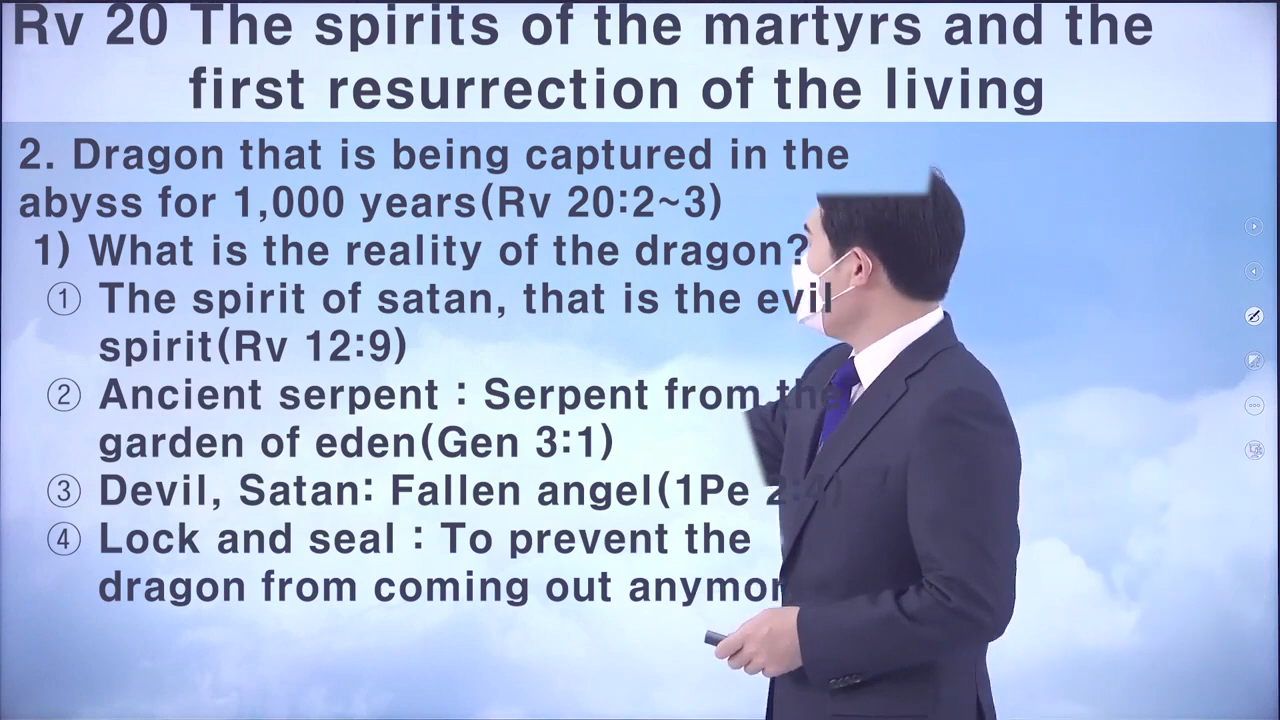 Rv 20 The spirits of the martyrs and the
first resurrection of the living
2. Dragon that is being captured in the
abyss for 1,000 years(Rv 20:2~3)
1) What is the reality of the dragon?
① The spirit of satan, that is the evil
spirit(Rv 12:9)
② Ancient serpent : Serpent from the
garden of eden(Gen 3:1)
③ Devil, Satan: Fallen angel(1Pe 2:4)
④ Lock and seal : To prevent the
dragon from coming out